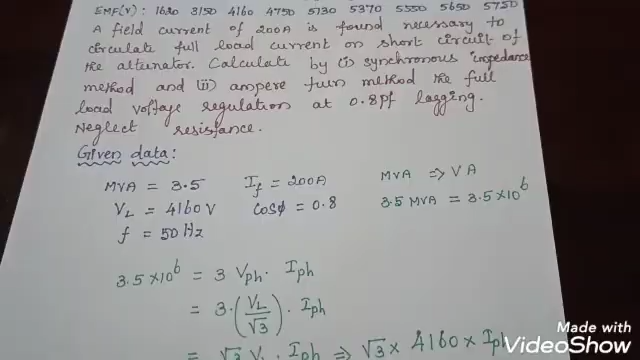 EMF(V): 1620 3150 4160 4750 5130 5370 5550 5650 5750
A field current of 200A is found necessary to
circulate full load current on short circuit of
the alternator. Calculate by (i) synchronous impedance
method and (ii) ampere turn method the full
load voltage regulation at 0.8pf lagging.
Neglect resistance.
Given data:
MVA = 3.5 If = 200A MVA => VA
VL = 4160 V cosφ = 0.8 3.5 MVA = 3.5×10^6
f = 50 Hz
3.5 ×10^6 = 3 Vph . Iph
= 3.(VL/√3) . Iph
= √3 VL . Iph => √3 × 4160 × Iph
Made with
VideoShow